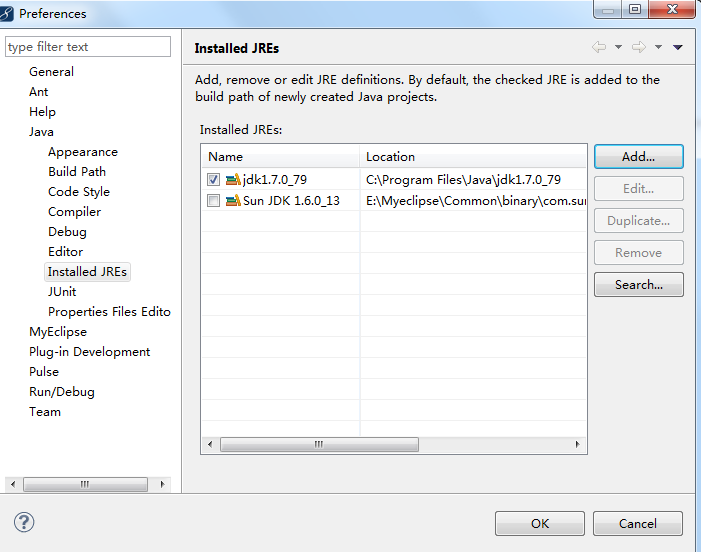 Preferences
type filter text
General
Ant
Help
Java
Appearance
Build Path
Code Style
Compiler
Debug
Editor
Installed JREs
JUnit
Properties Files Edito
MyEclipse
Plug-in Development
Pulse
Run/Debug
Team
Installed JREs
Add, remove or edit JRE definitions. By default, the checked JRE is added to the
build path of newly created Java projects.
Installed JREs:
Name Location
jdk1.7.0_79 C:\Program Files\Java\jdk1.7.0_79
Sun JDK 1.6.0_13 E:\Myeclipse\Common\binary\com.sun
Add...
Edit...
Duplicate...
Remove
Search...
OK Cancel